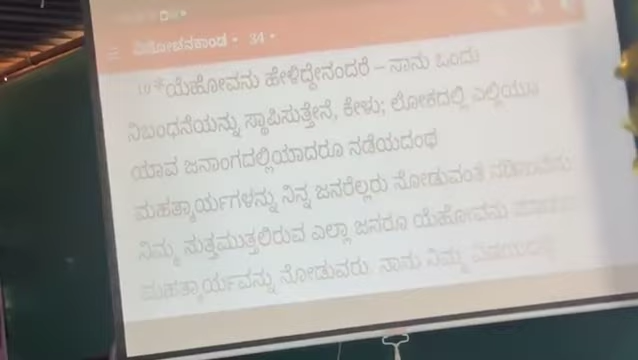 ವಿಮೋಚನಕಾಂಡ 34
10 ಯೆಹೋವನು ಹೇಳಿದ್ದೇನಂದರೆ – ನಾನು ಒಂದು
ನಿಬಂಧನೆಯನ್ನು ಸ್ಥಾಪಿಸುತ್ತೇನೆ, ಕೇಳು; ಲೋಕದಲ್ಲಿ ಎಲ್ಲಿಯೂ
ಯಾವ ಜನಾಂಗದಲ್ಲಿಯಾದರೂ ನಡೆಯದಂಥ
ಮಹತ್ಕಾರ್ಯಗಳನ್ನು ನಿನ್ನ ಜನರೆಲ್ಲರು ನೋಡುವಂತೆ
ನಿಮ್ಮ ಸುತ್ತಮುತ್ತಲಿರುವ ಎಲ್ಲಾ ಜನರೂ ಯೆಹೋವನು
ಮಹತ್ಕಾರ್ಯವನ್ನು ನೋಡುವರು. ನಾನು ನಿಮ್ಮ